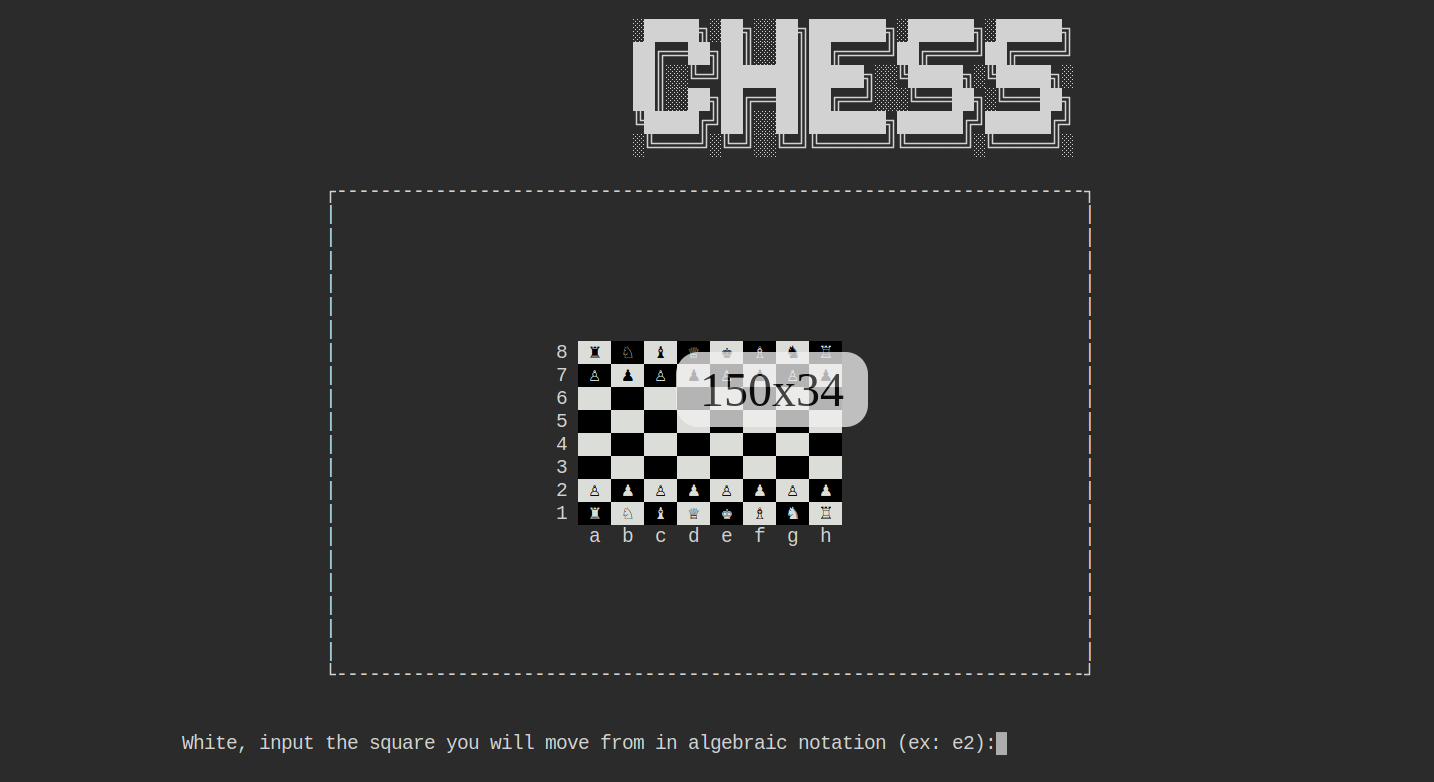 CHESS
8
7
150x34
6
5
4
3
2
1
a b c d e f g h
White, input the square you will move from in algebraic notation (ex: e2):